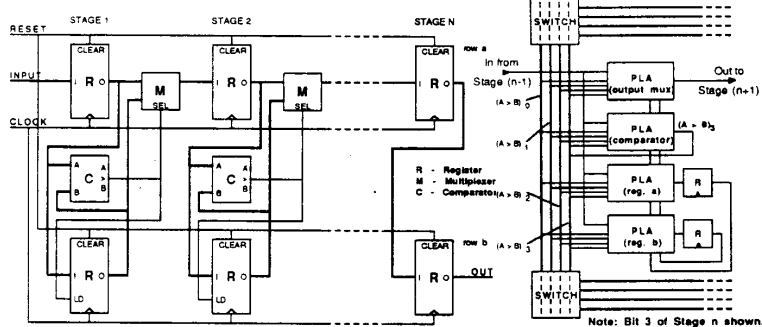 STAGE 1
STAGE 2
STAGE N
RESET
CLEAR
CLEAR
CLEAR
row a
INPUT
I R O
M
SEL
I R O
M
SEL
I R O
CLOCK
A
C
B
A > B
A
C
B
A > B
R - Register
M - Multiplexer
C - Comparator
CLEAR
CLEAR
CLEAR
row b
I R O
LD
I R O
LD
I R O
OUT
SWITCH
In from
Stage (n-1)
PLA
(output mux)
Out to
Stage (n+1)
(A > B) 0
PLA
(comparator)
(A > B) 3
(A > B) 1
PLA
(reg. a)
R
(A > B) 2
PLA
(reg. b)
R
(A > B) 3
SWITCH
Note: Bit 3 of Stage n shown.